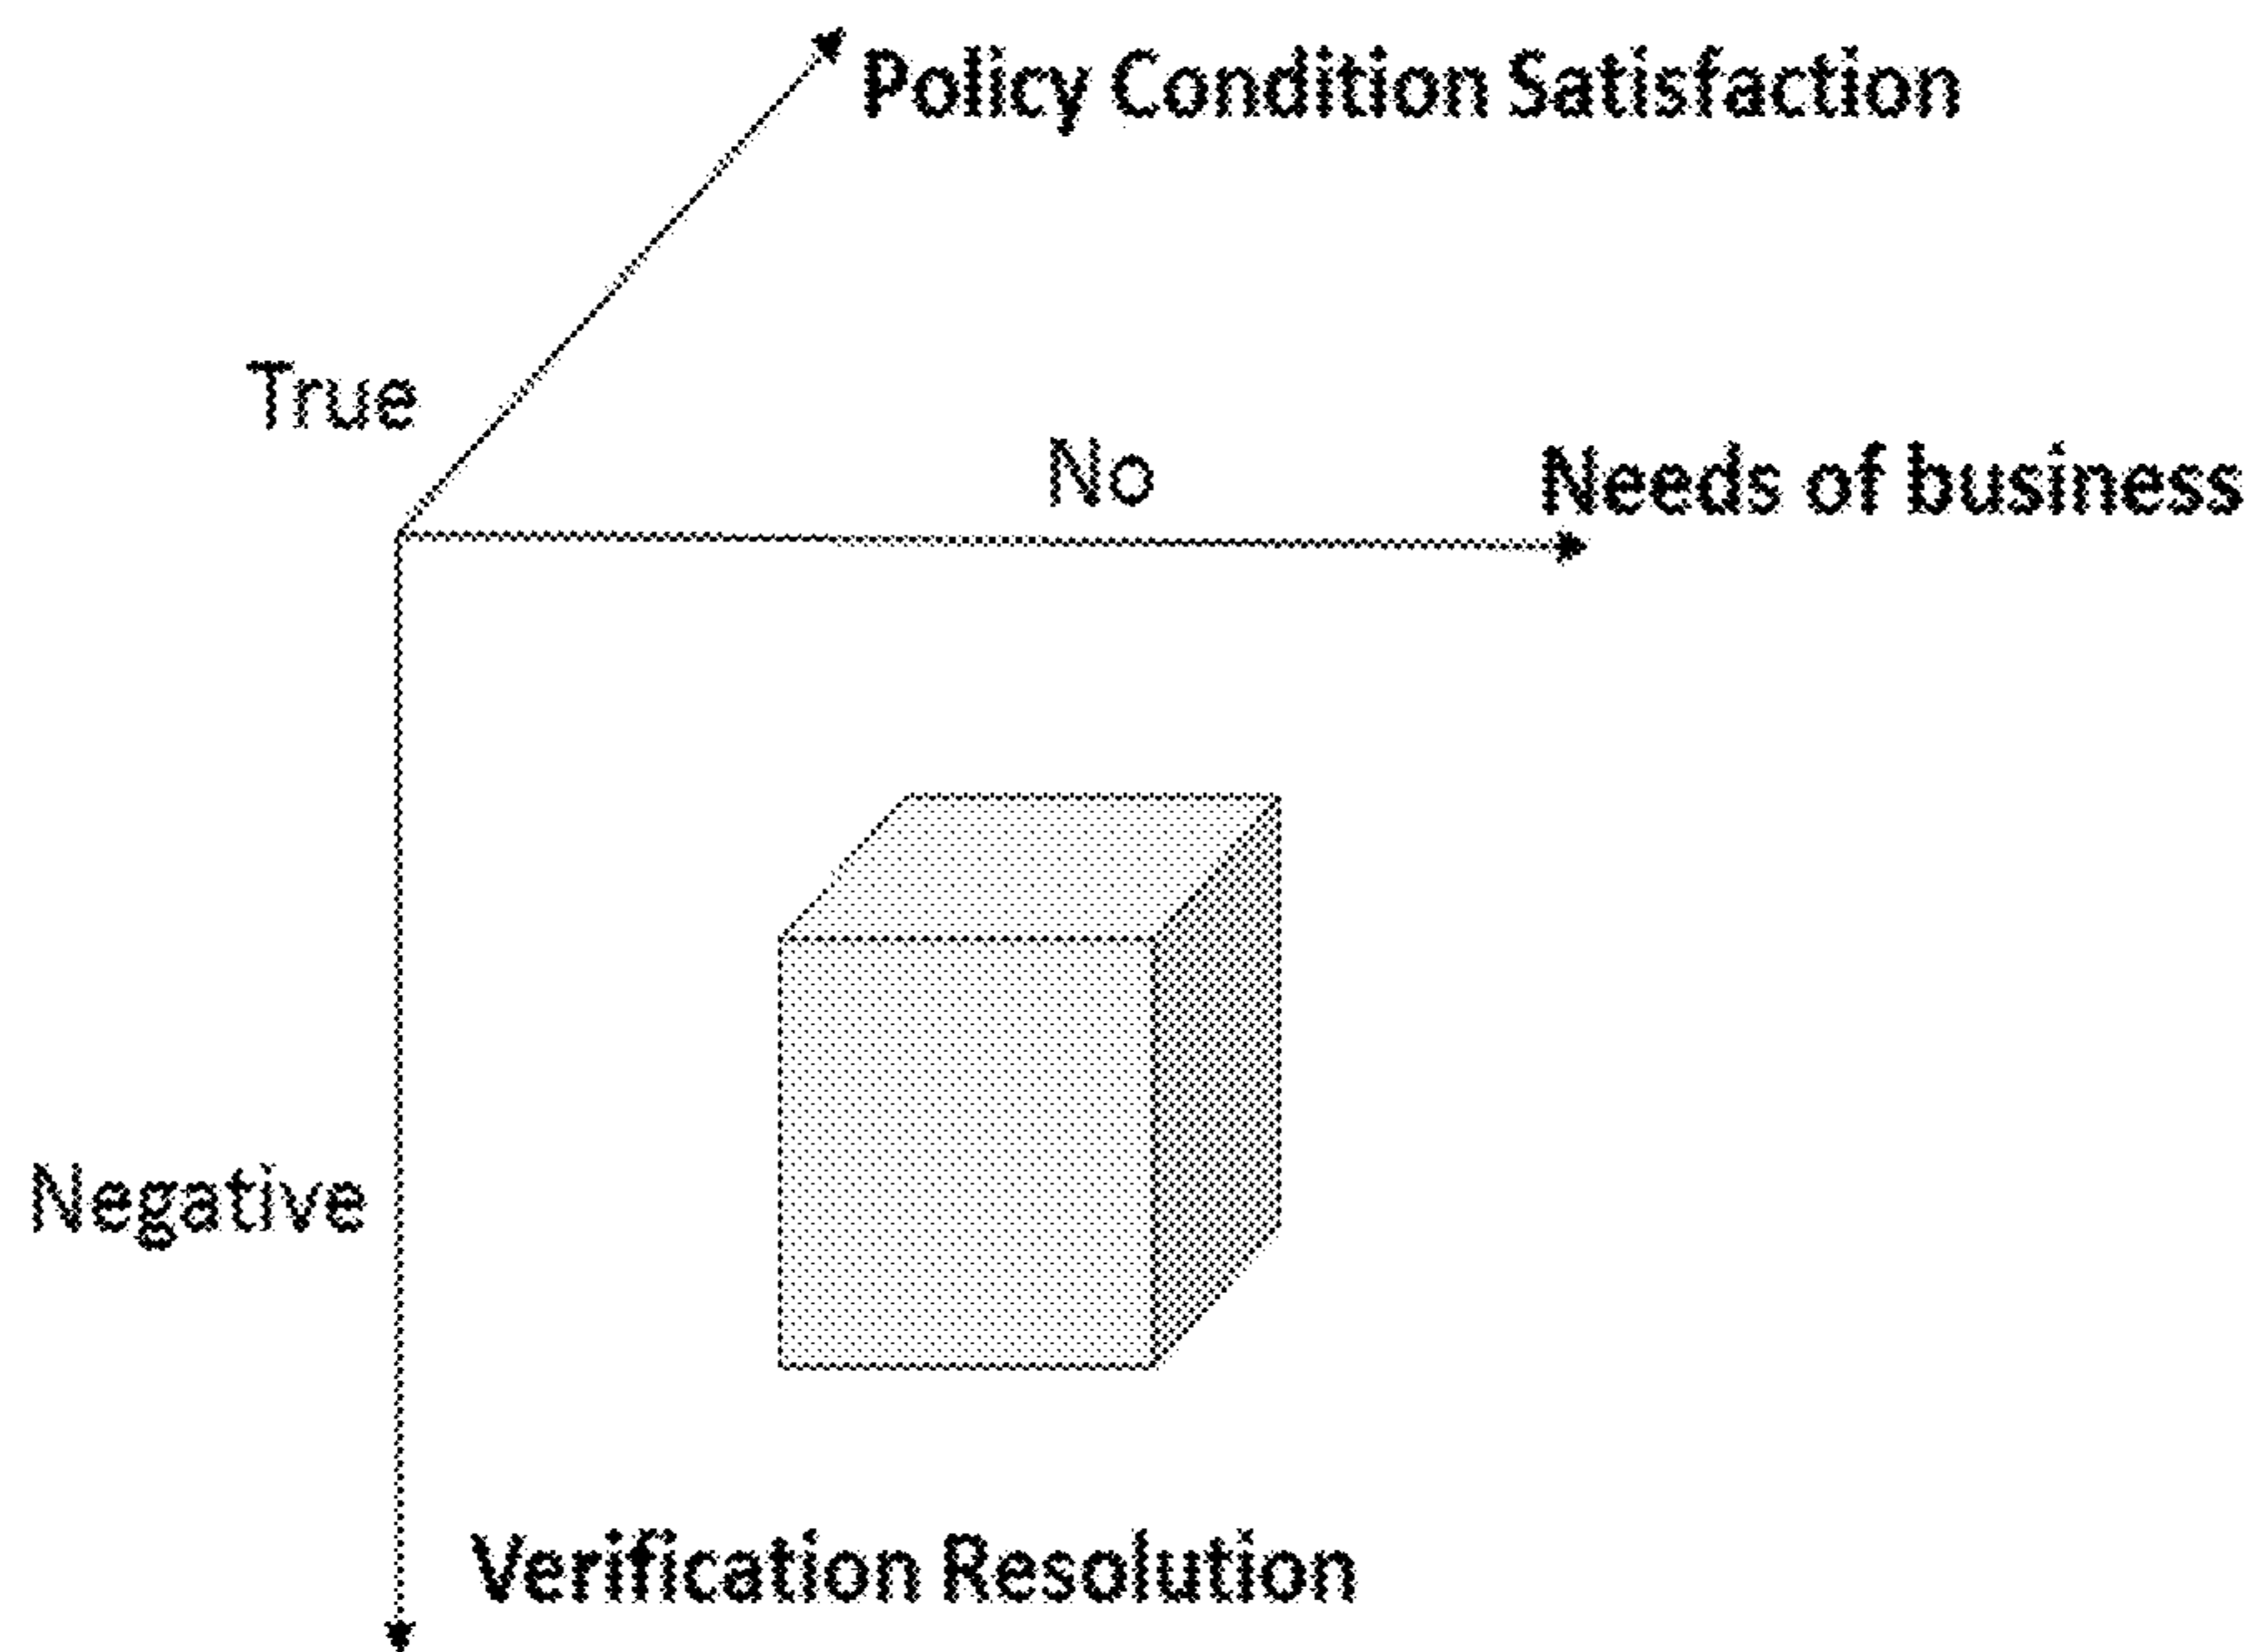 Policy Condition Satisfaction
True
No
Needs of business
Negative
Verification Resolution